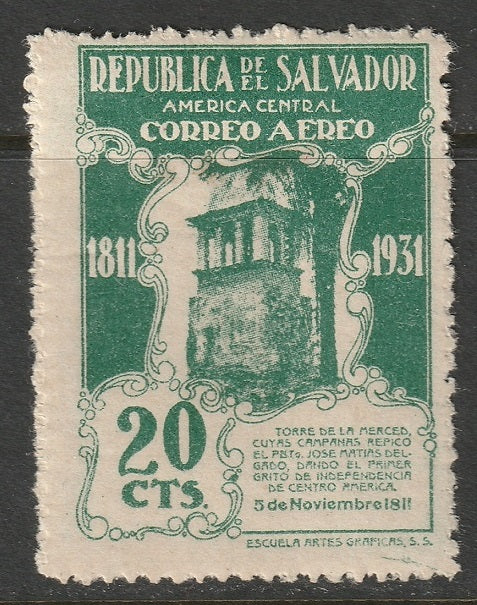 REPUBLICA DE EL SALVADOR
AMERICA CENTRAL
CORREO AEREO
1811 1931
20
CTS.
TORRE DE LA MERCED,
CUYAS CAMPANAS REPICO
EL PBTO. JOSE MATIAS DEL-
GADO, DANDO EL PRIMER
GRITO DE INDEPENDENCIA
DE CENTRO AMERICA.
5 de Noviembre 1811
ESCUELA ARTES GRAFICAS, S. S.